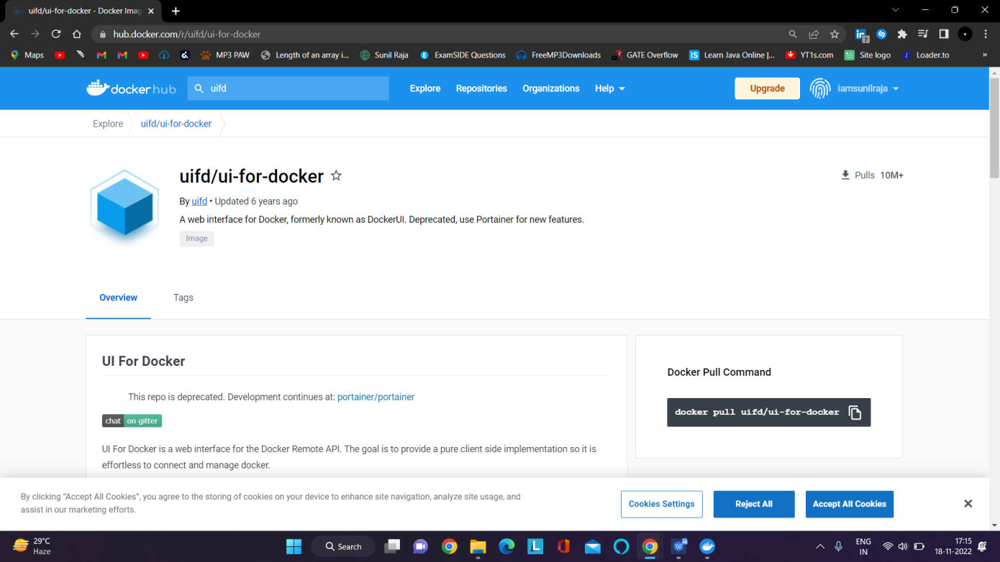 uifd/ui-for-docker - Docker Imag
hub.docker.com/r/uifd/ui-for-docker
Maps
MP3 PAW
Length of an array i...
Sunil Raja
ExamSIDE Questions
FreeMP3Downloads
GATE Overflow
IS Learn Java Online |...
YT1s.com
Site logo
Loader.to
docker hub
uifd
Explore
Repositories
Organizations
Help
Upgrade
iamsunilraja
Explore
uifd/ui-for-docker
uifd/ui-for-docker
Pulls 10M+
By uifd • Updated 6 years ago
A web interface for Docker, formerly known as DockerUI. Deprecated, use Portainer for new features.
Image
Overview
Tags
UI For Docker
This repo is deprecated. Development continues at: portainer/portainer
chat on gitter
UI For Docker is a web interface for the Docker Remote API. The goal is to provide a pure client side implementation so it is
effortless to connect and manage docker.
Docker Pull Command
docker pull uifd/ui-for-docker
By clicking “Accept All Cookies”, you agree to the storing of cookies on your device to enhance site navigation, analyze site usage, and
assist in our marketing efforts.
Cookies Settings
Reject All
Accept All Cookies
29°C
Haze
Search
L
ENG
IN
17:15
18-11-2022